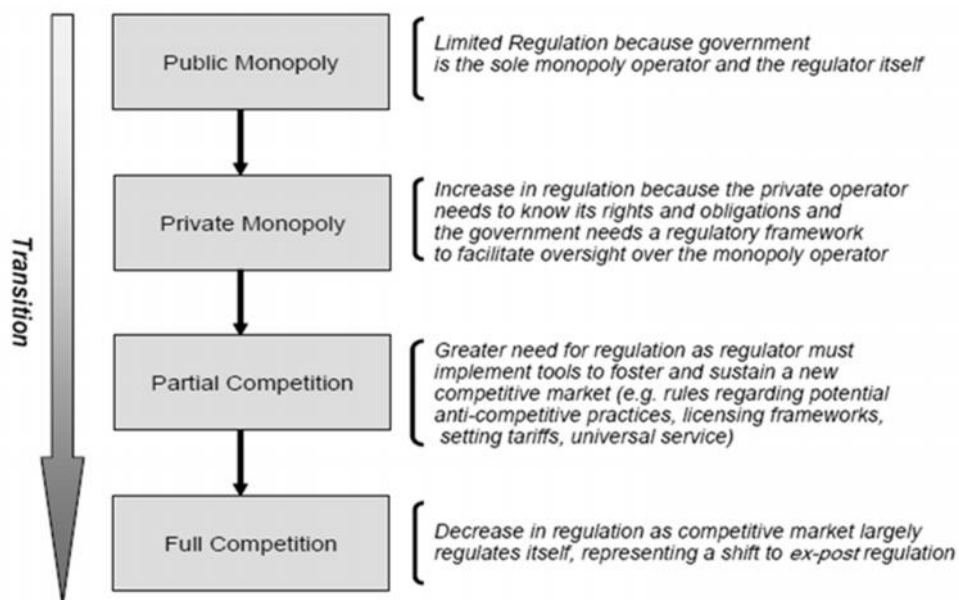 Public Monopoly
Limited Regulation because government
is the sole monopoly operator and the regulator itself
Private Monopoly
Increase in regulation because the private operator
needs to know its rights and obligations and
the government needs a regulatory framework
to facilitate oversight over the monopoly operator
Transition
Partial Competition
Greater need for regulation as regulator must
implement tools to foster and sustain a new
competitive market (e.g. rules regarding potential
anti-competitive practices, licensing frameworks,
setting tariffs, universal service)
Full Competition
Decrease in regulation as competitive market largely
regulates itself, representing a shift to ex-post regulation